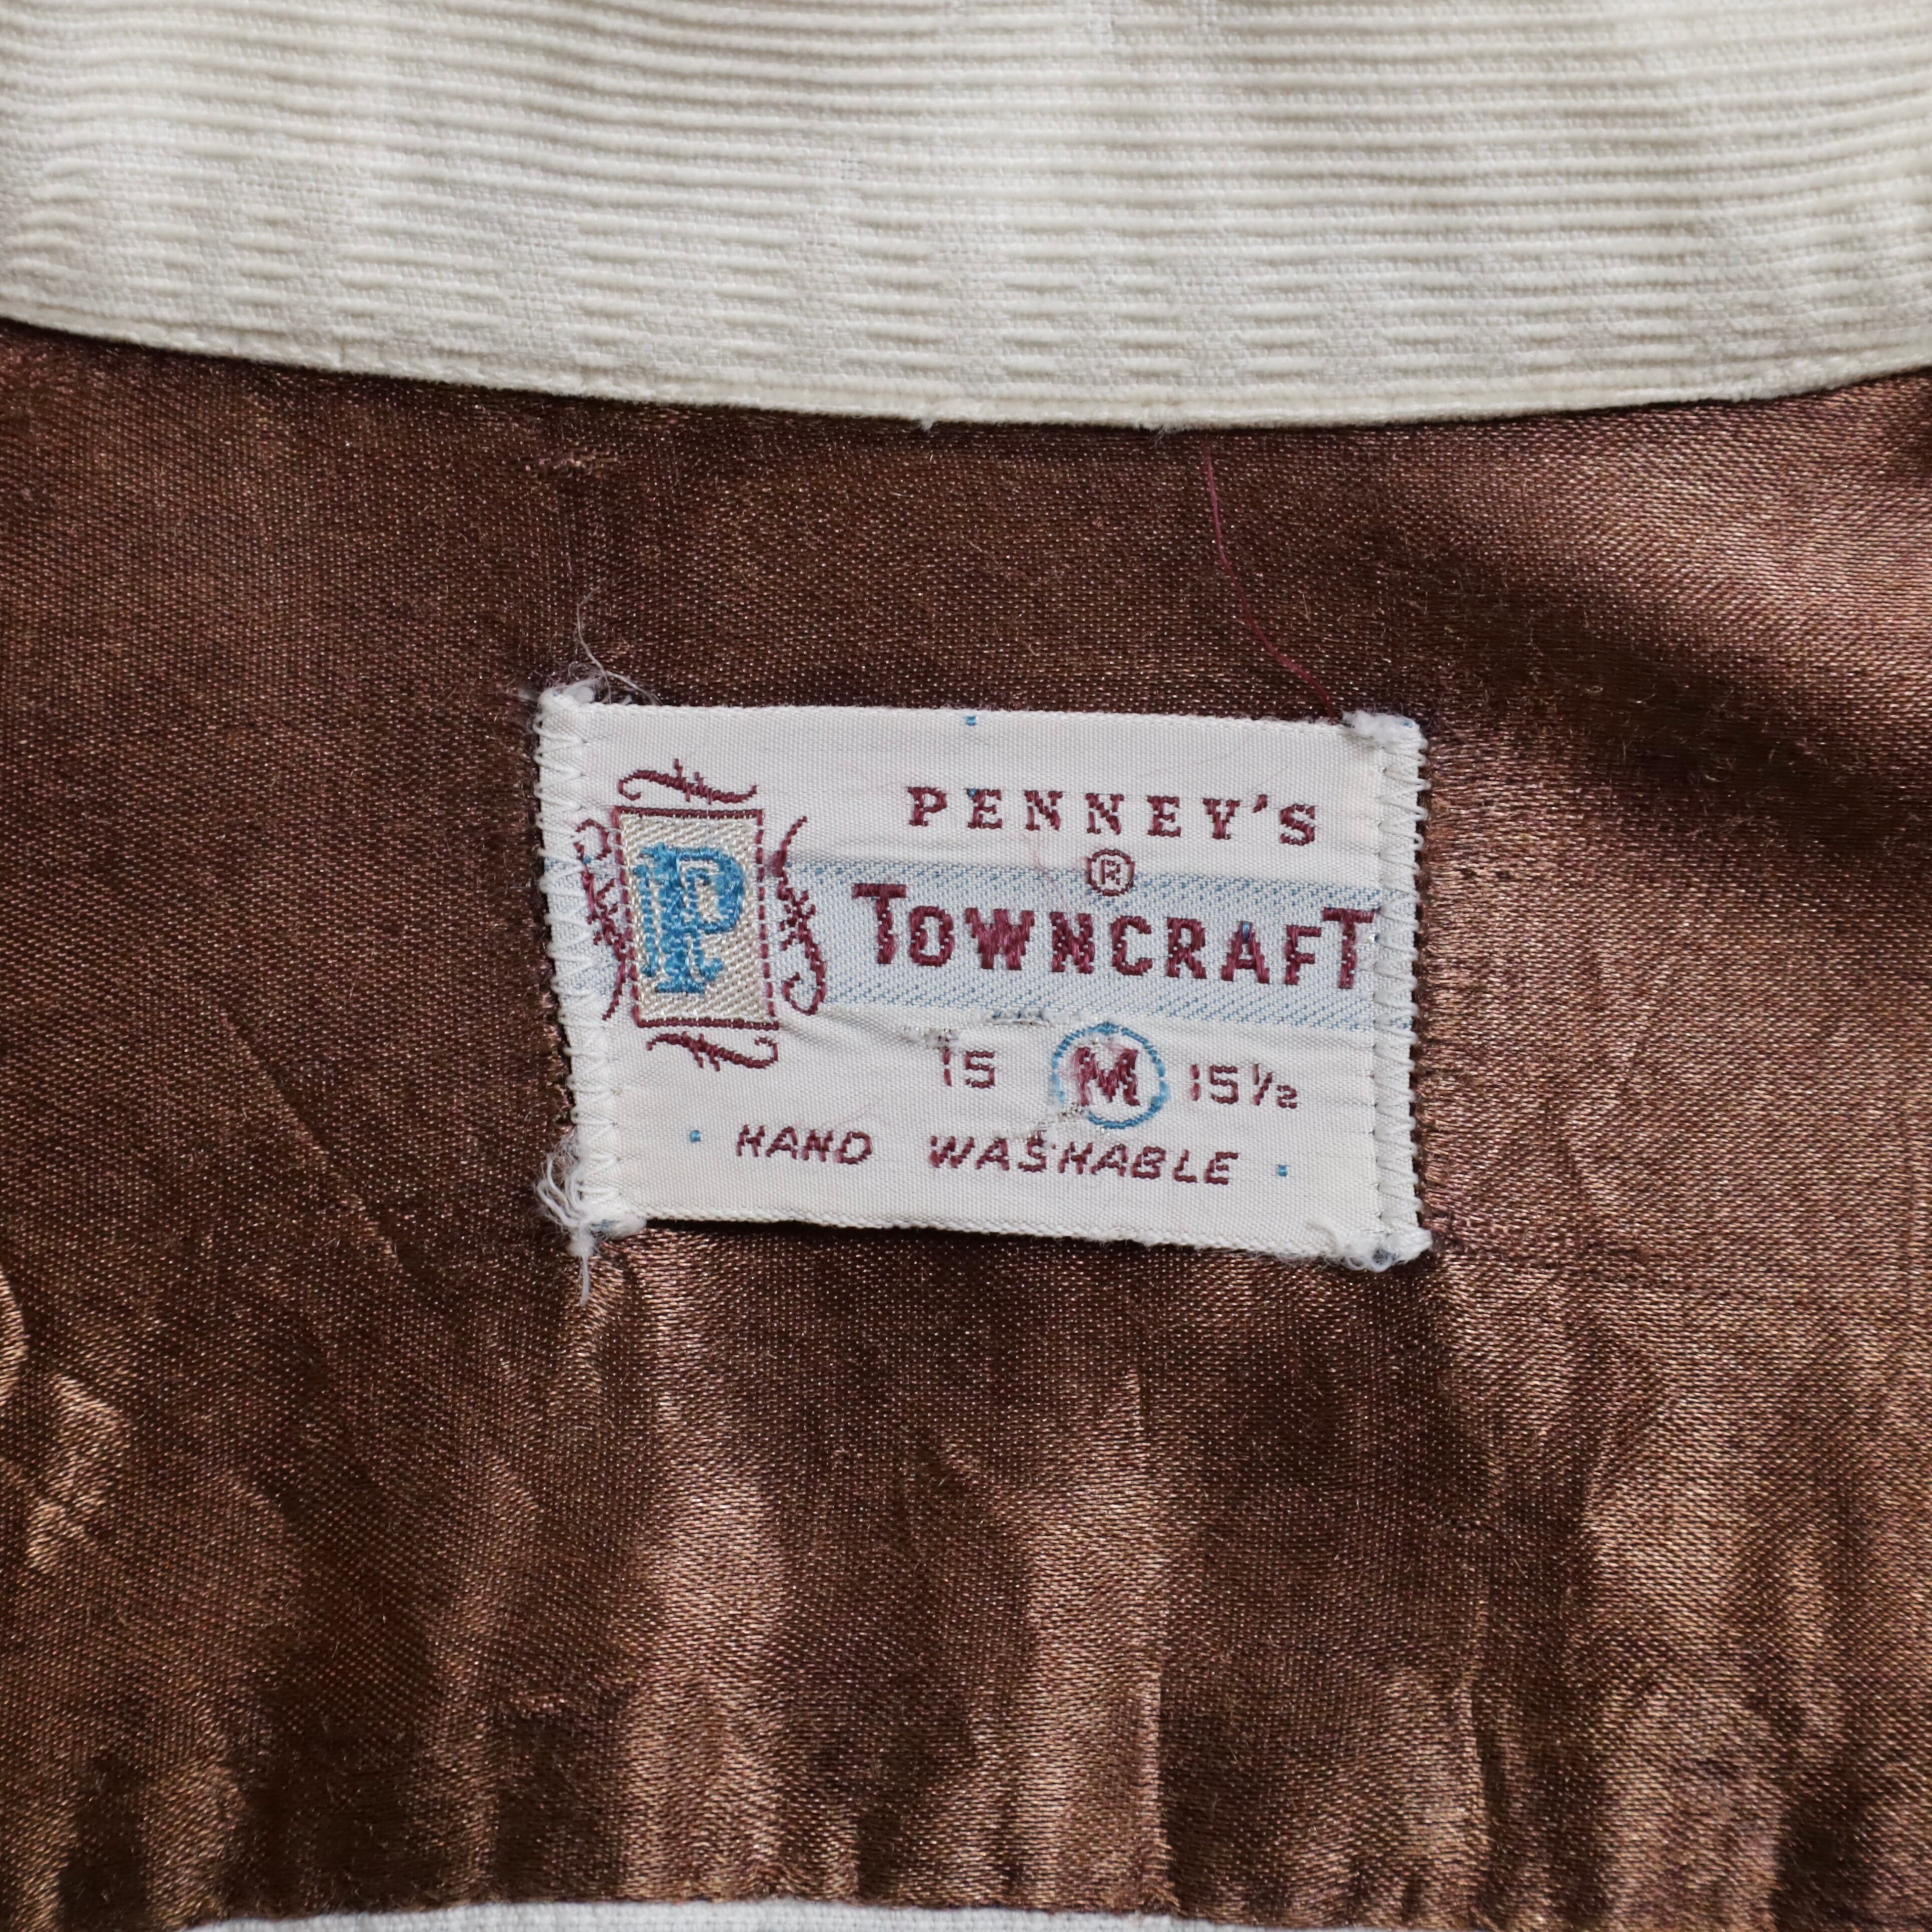 P
PENNEY'S
®
TOWNCRAFT
15 M 15½
· HAND WASHABLE ·